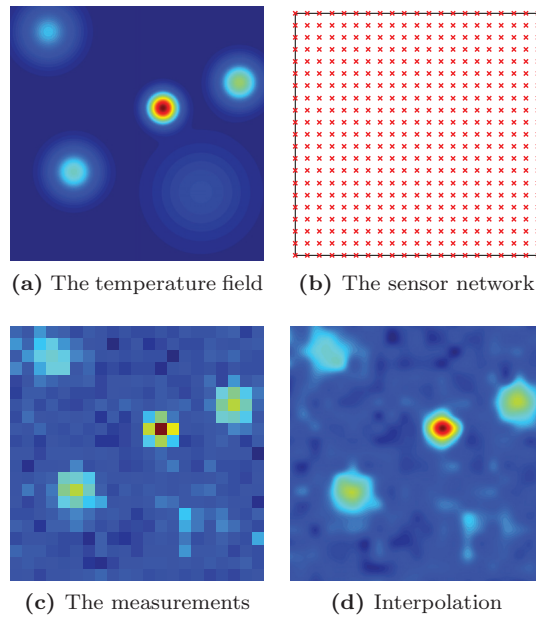 (a) The temperature field
(b) The sensor network
(c) The measurements
(d) Interpolation